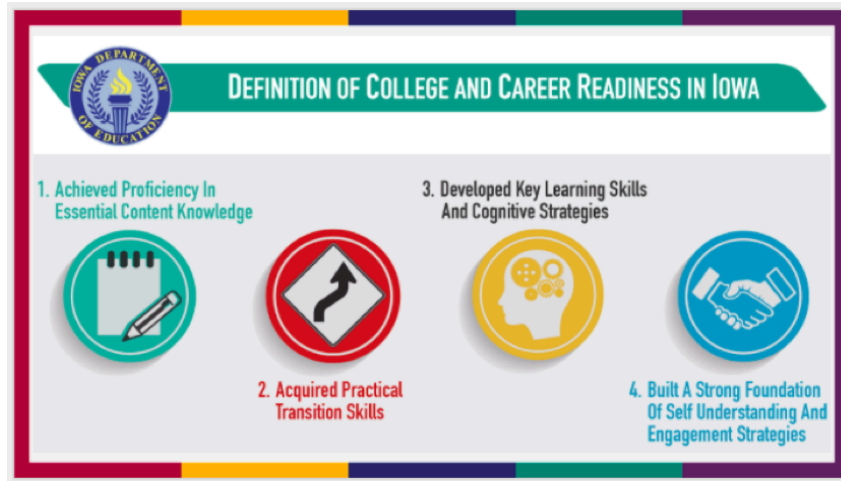 IOWA DEPARTMENT
OF EDUCATION
DEFINITION OF COLLEGE AND CAREER READINESS IN IOWA
1. Achieved Proficiency In
Essential Content Knowledge
2. Acquired Practical
Transition Skills
3. Developed Key Learning Skills
And Cognitive Strategies
4. Built A Strong Foundation
Of Self Understanding And
Engagement Strategies